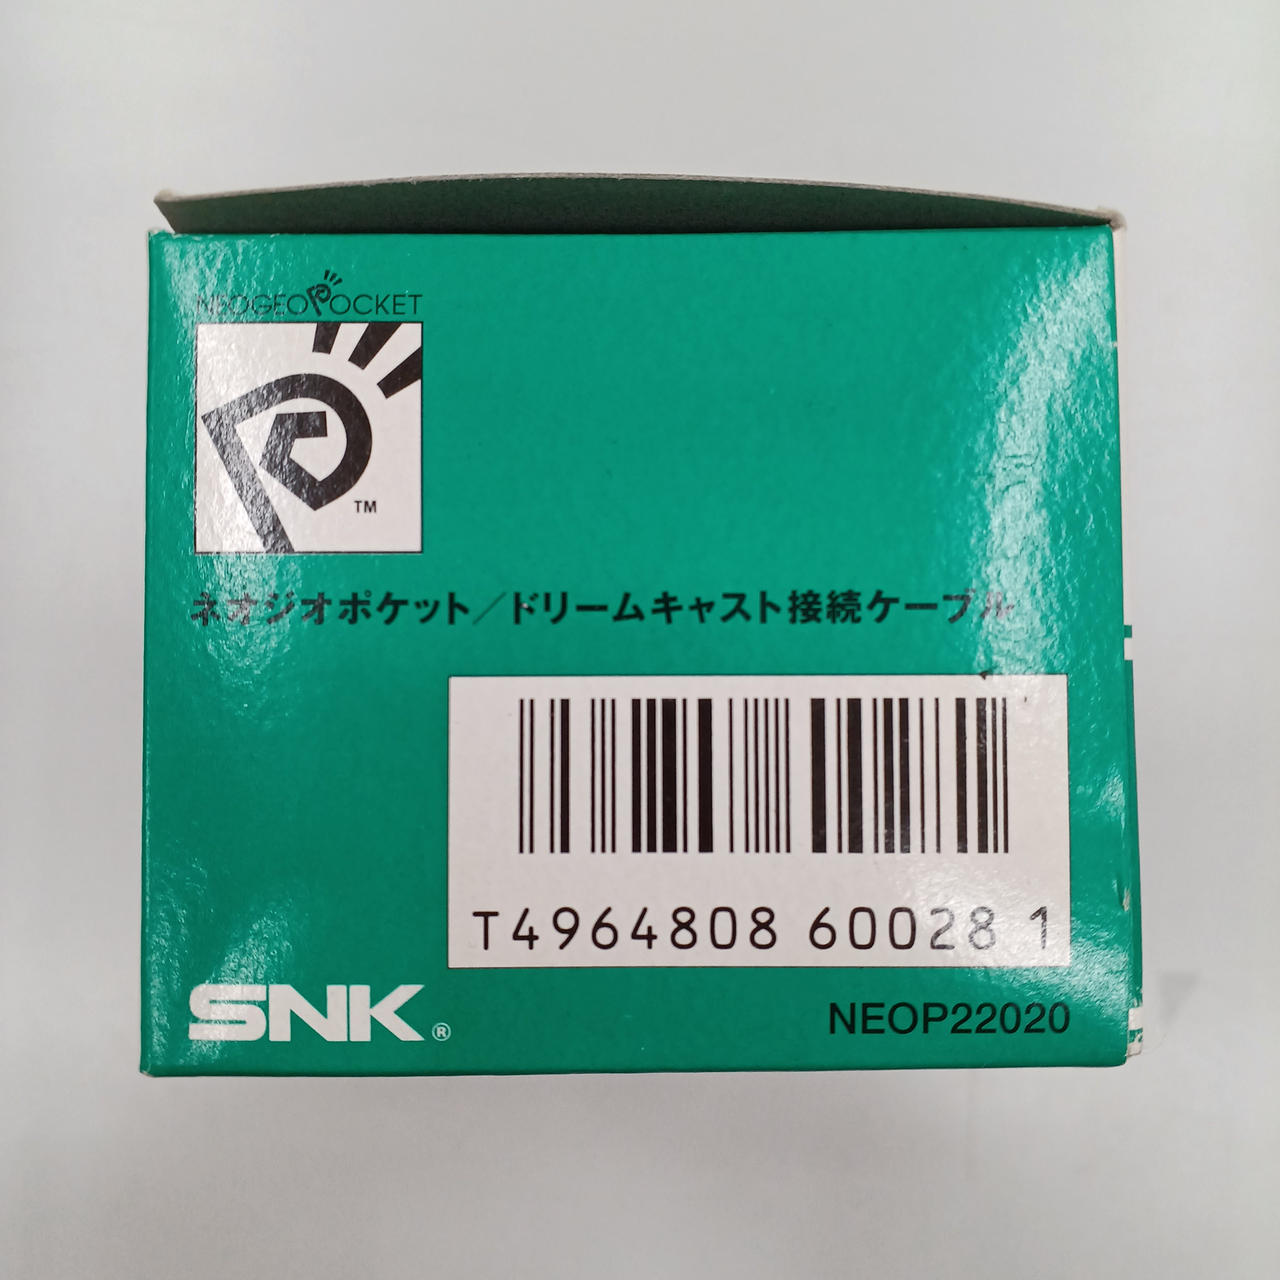 NEOGEO POCKET
TM
ネオジオポケット／ドリームキャスト接続ケーブル
T4964808 60028 1
SNK®
NEOP22020